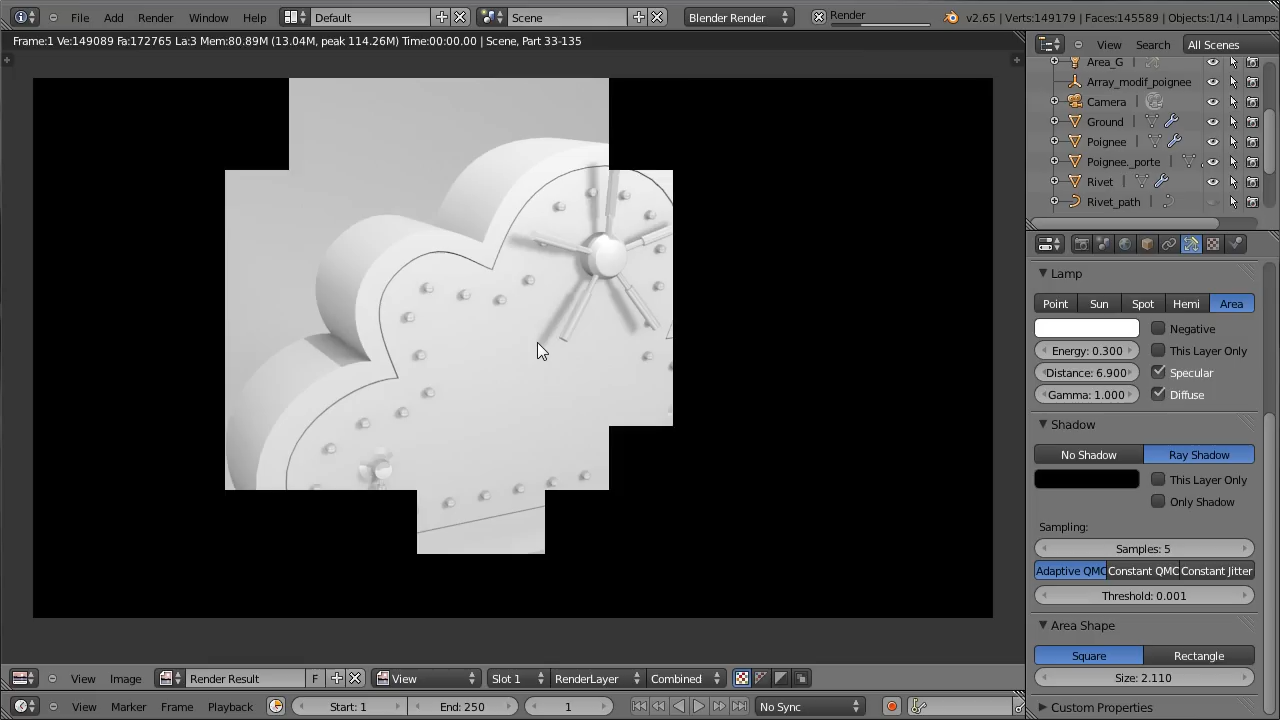 File Add Render Window Help Default Scene Blender Render Render v2.65 | Verts:149179 | Faces:145589 | Objects:1/14 | Lamps:
Frame:1 Ve:149089 Fa:172765 La:3 Mem:80.89M (13.04M, peak 114.26M) Time:00:00.00 | Scene, Part 33-135
View Search All Scenes
Area_G
Array_modif_poignee
Camera
Ground
Poignee
Poignee._porte
Rivet
Rivet_path
Lamp
Point Sun Spot Hemi Area
Negative
Energy: 0.300 This Layer Only
Distance: 6.900 Specular
Gamma: 1.000 Diffuse
Shadow
No Shadow Ray Shadow
This Layer Only
Only Shadow
Sampling:
Samples: 5
Adaptive QMC Constant QMC Constant Jitter
Threshold: 0.001
Area Shape
Square Rectangle
Size: 2.110
Custom Properties
View Image Render Result F View Slot 1 RenderLayer Combined
View Marker Frame Playback Start: 1 End: 250 1 No Sync